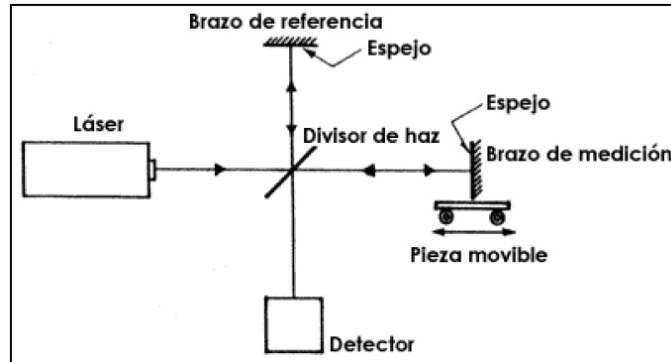 Brazo de referencia
Espejo
Espejo
Láser
Divisor de haz
Brazo de medición
Pieza movible
Detector